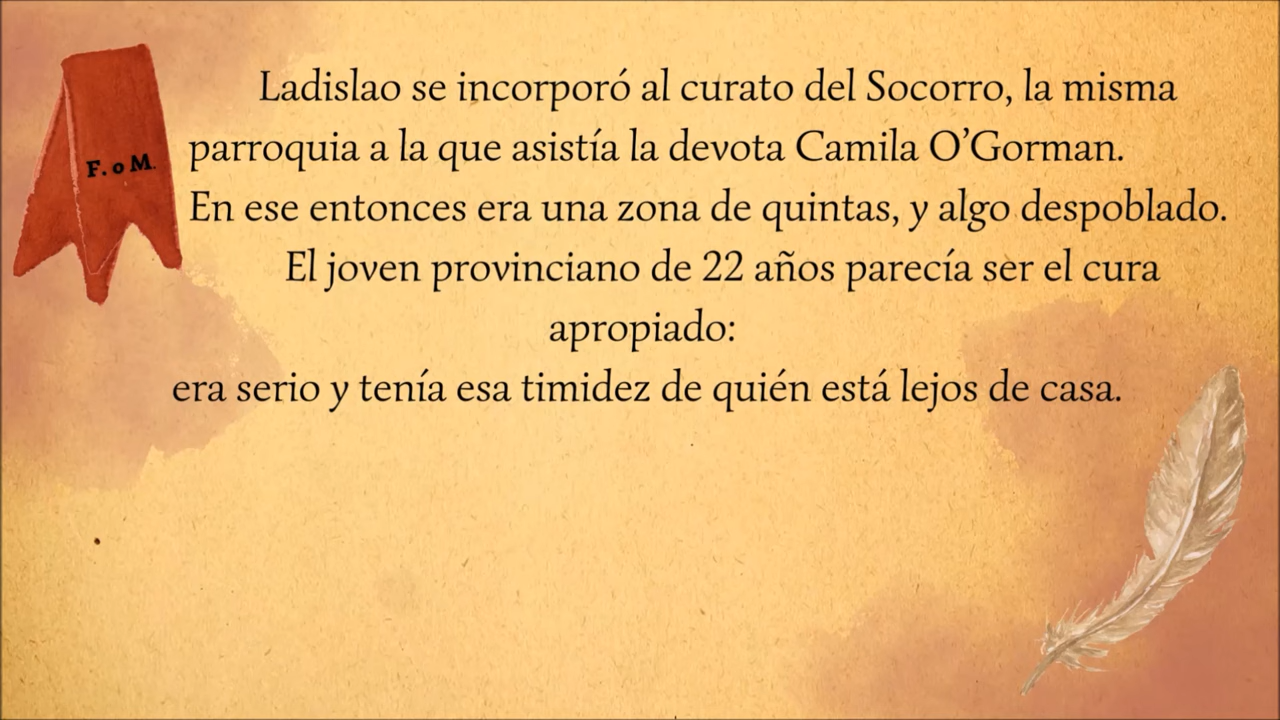 Ladislao se incorporó al curato del Socorro, la misma
parroquia a la que asistía la devota Camila O’Gorman.
F. o M.
En ese entonces era una zona de quintas, y algo despoblado.
El joven provinciano de 22 años parecía ser el cura
apropiado:
era serio y tenía esa timidez de quién está lejos de casa.